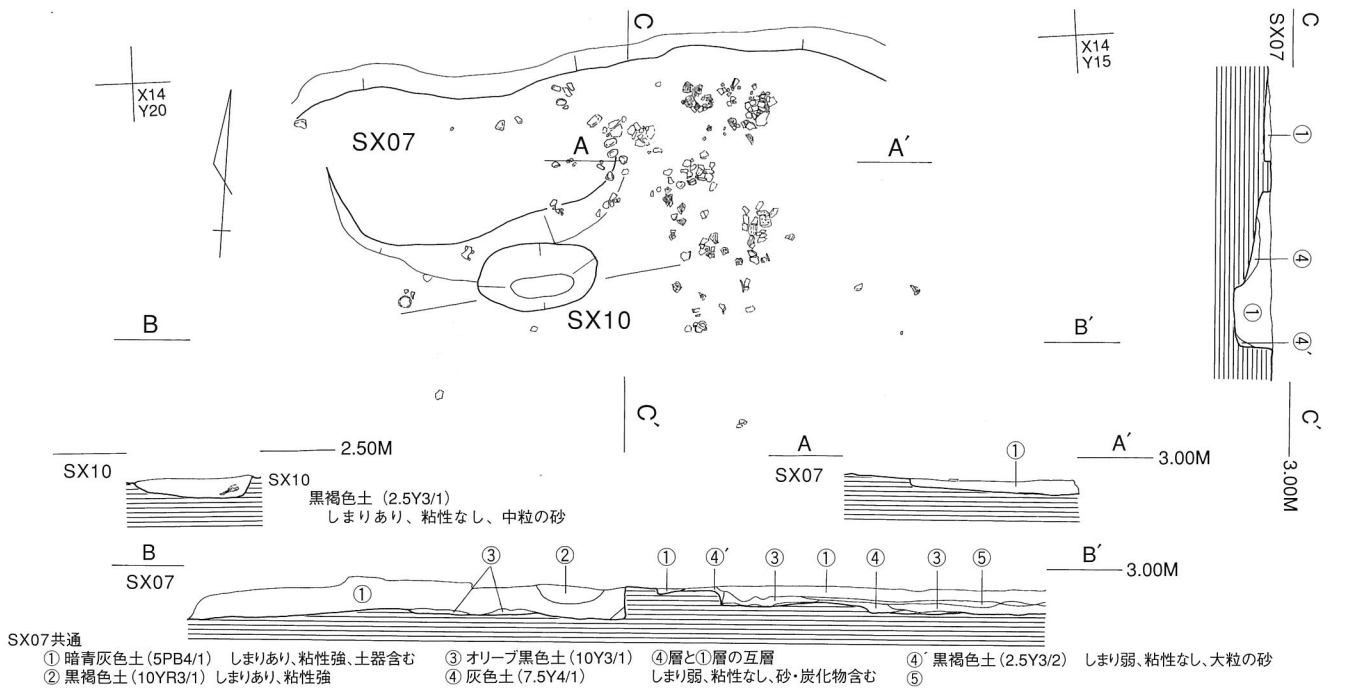 C
X14
Y20
X14
Y15
C
SX07
SX07
A
A′
①
④
①
④′
SX10
B
B′
C′
C′
3.00M
2.50M
SX10
SX10
黒褐色土(2.5Y3/1)
しまりあり、粘性なし、中粒の砂
A
SX07
①
A′
3.00M
B
SX07
③
②
①
④′
③
①
④
③
⑤
B′
3.00M
①
SX07共通
①暗青灰色土(5PB4/1) しまりあり、粘性強、土器含む
②黒褐色土(10YR3/1) しまりあり、粘性強
③オリーブ黒色土(10Y3/1) ④層と①層の互層
④灰色土(7.5Y4/1) しまり弱、粘性なし、砂・炭化物含む
④′黒褐色土(2.5Y3/2) しまり弱、粘性なし、大粒の砂
⑤